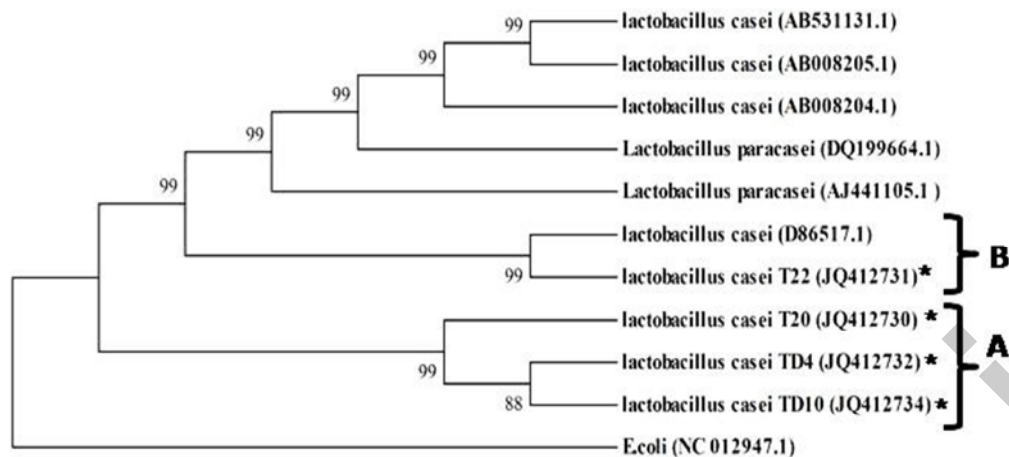 99
lactobacillus casei (AB531131.1)
99
lactobacillus casei (AB008205.1)
99
lactobacillus casei (AB008204.1)
99
Lactobacillus paracasei (DQ199664.1)
99
Lactobacillus paracasei (AJ441105.1 )
lactobacillus casei (D86517.1)
B
99
lactobacillus casei T22 (JQ412731)*
lactobacillus casei T20 (JQ412730) *
A
99
lactobacillus casei TD4 (JQ412732) *
88
lactobacillus casei TD10 (JQ412734)*
E.coli (NC 012947.1)